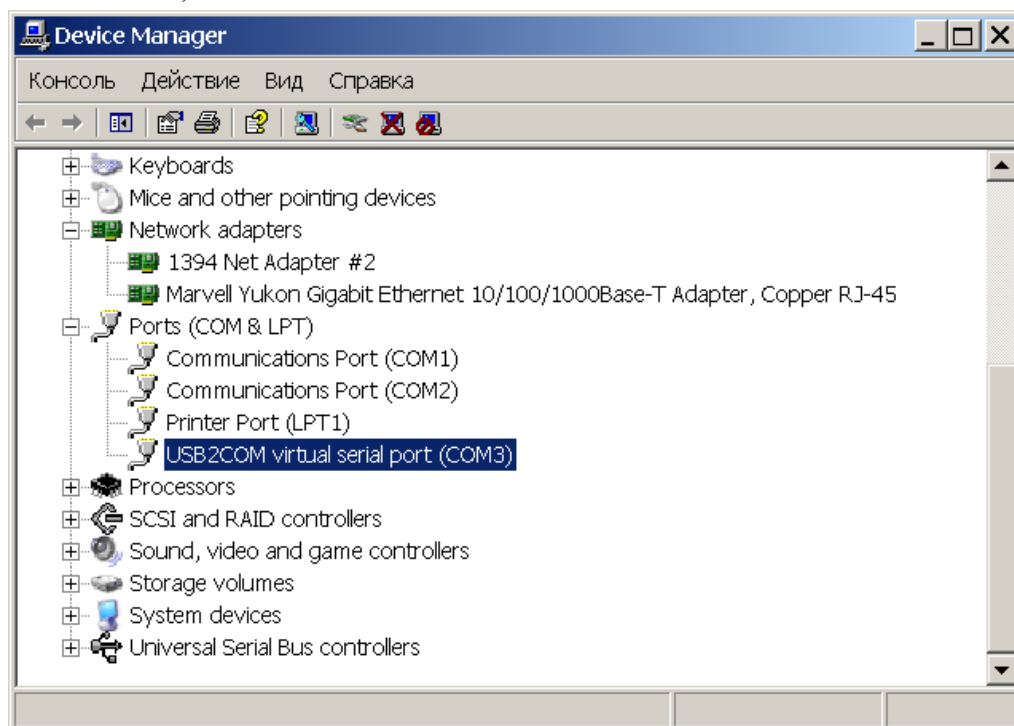 Device Manager
Консоль Действие Вид Справка
Keyboards
Mice and other pointing devices
Network adapters
1394 Net Adapter #2
Marvell Yukon Gigabit Ethernet 10/100/1000Base-T Adapter, Copper RJ-45
Ports (COM & LPT)
Communications Port (COM1)
Communications Port (COM2)
Printer Port (LPT1)
USB2COM virtual serial port (COM3)
Processors
SCSI and RAID controllers
Sound, video and game controllers
Storage volumes
System devices
Universal Serial Bus controllers